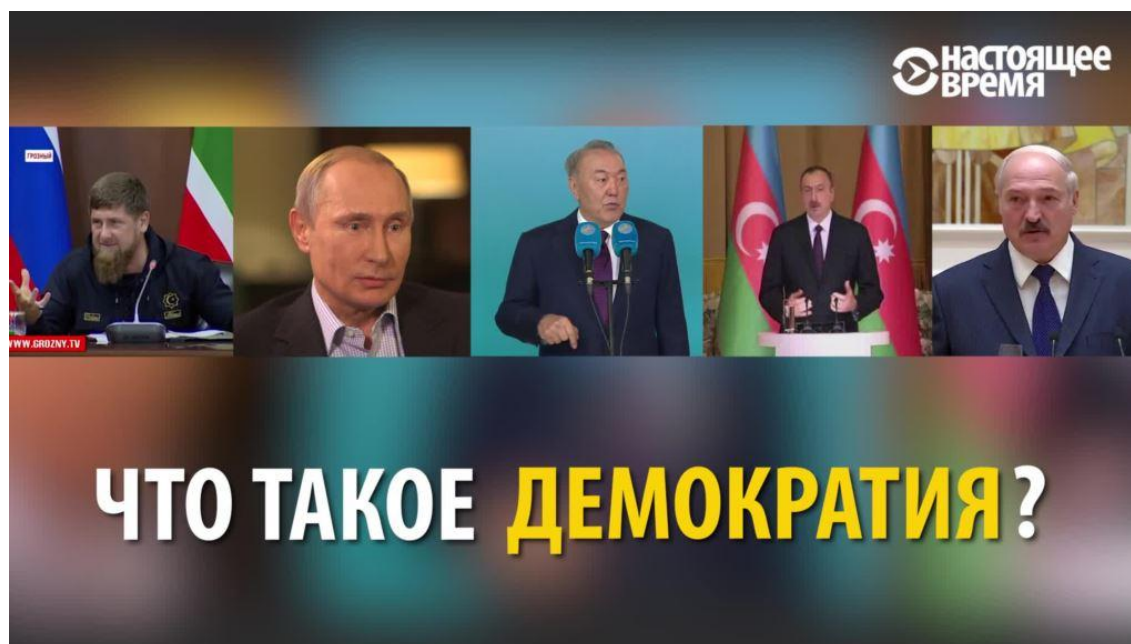 НАСТОЯЩЕЕ
ВРЕМЯ
ГРОЗНЫЙ
WWW.GROZNY.TV
ЧТО ТАКОЕ ДЕМОКРАТИЯ?